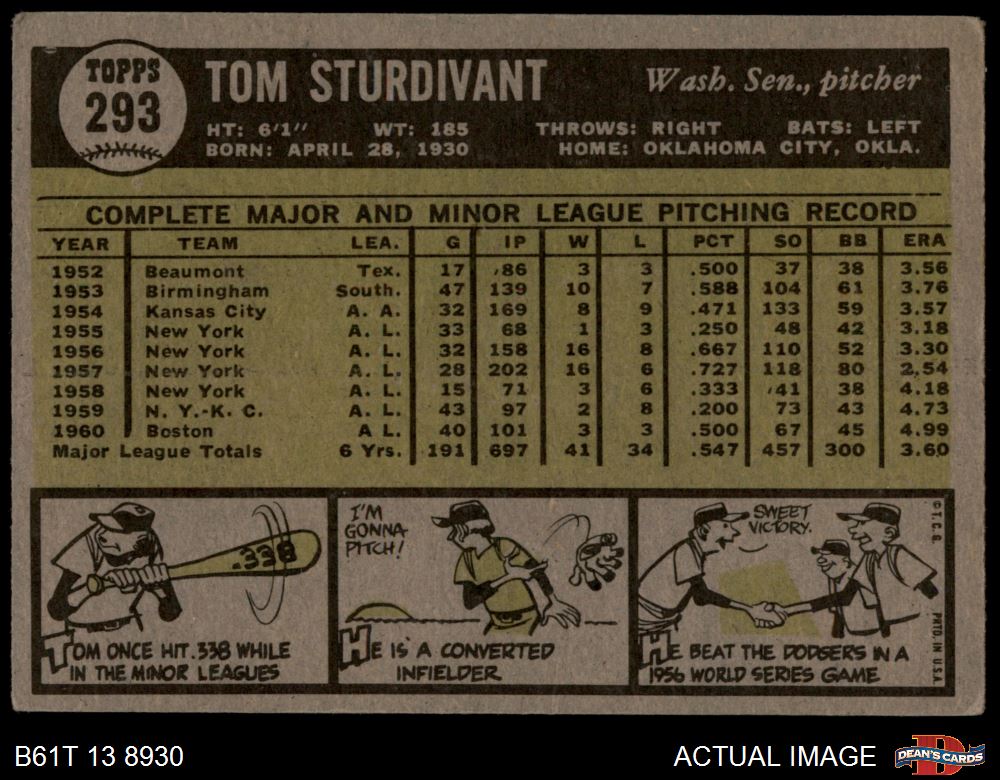 TOPPS
293
TOM STURDIVANT Wash. Sen., pitcher
HT: 6'1" WT: 185 THROWS: RIGHT BATS: LEFT
BORN: APRIL 28, 1930 HOME: OKLAHOMA CITY, OKLA.
COMPLETE MAJOR AND MINOR LEAGUE PITCHING RECORD
YEAR TEAM LEA. G IP W L PCT SO BB ERA
1952 Beaumont Tex. 17 86 3 3 .500 37 38 3.56
1953 Birmingham South. 47 139 10 7 .588 104 61 3.76
1954 Kansas City A. A. 32 169 8 9 .471 133 59 3.57
1955 New York A. L. 33 68 1 3 .250 48 42 3.18
1956 New York A. L. 32 158 16 8 .667 110 52 3.30
1957 New York A. L. 28 202 16 6 .727 118 80 2.54
1958 New York A. L. 15 71 3 6 .333 41 38 4.18
1959 N. Y.-K. C. A. L. 43 97 2 8 .200 73 43 4.73
1960 Boston A L. 40 101 3 3 .500 67 45 4.99
Major League Totals 6 Yrs. 191 697 41 34 .547 457 300 3.60
.338
TOM ONCE HIT .338 WHILE
IN THE MINOR LEAGUES
I'M
GONNA
PITCH!
HE IS A CONVERTED
INFIELDER
SWEET
VICTORY.
HE BEAT THE DODGERS IN A
1956 WORLD SERIES GAME
© T. C. G. PRTD. IN U.S.A.
B61T 13 8930 ACTUAL IMAGE
D
DEAN'S CARDS